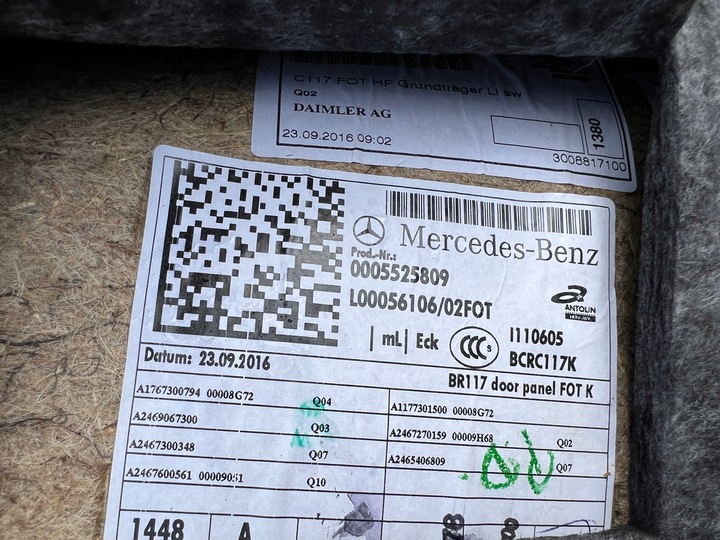 C117 FOT HF Grundträger LI sw
Q02
DAIMLER AG
23.09.2016 09:02
1380
3008817100
Mercedes-Benz
Prod.-Nr.:
0005525809
L00056106/02FOT
ANTOLIN
| mL| Eck
CCC S
I110605
BCRC117K
Datum: 23.09.2016
BR117 door panel FOT K
A1767300794 00008G72 Q04
A1177301500 00008G72
A2469067300 Q03
A2467270159 00009H68 Q02
A2467300348 Q07
A2465406809 Q07
A2467600561 Q10
1448 A